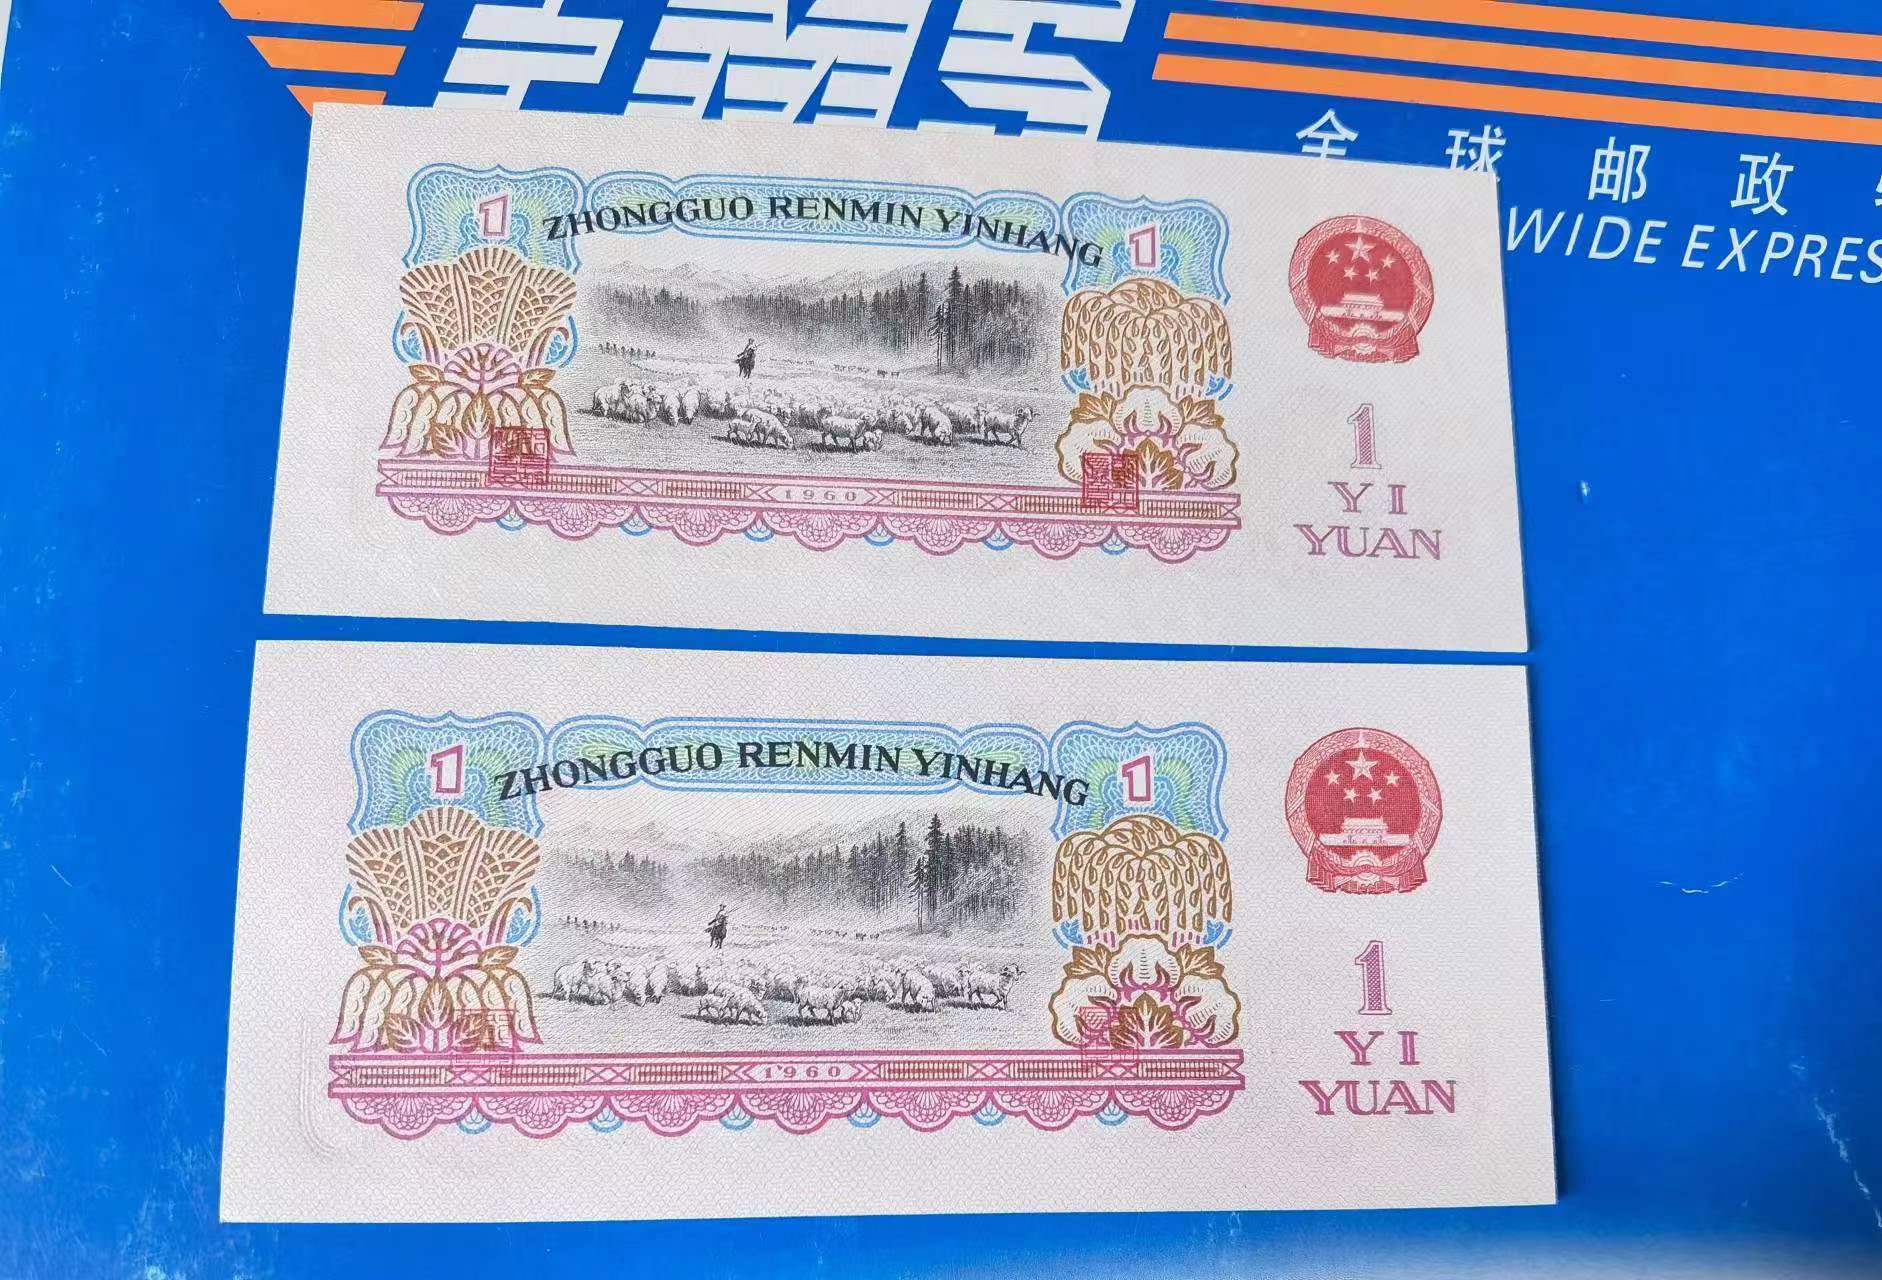 EMS
全球邮政
WIDE EXPRES
ZHONGGUO RENMIN YINHANG
1
1
1960
1
YI
YUAN
ZHONGGUO RENMIN YINHANG
1
1
1960
1
YI
YUAN